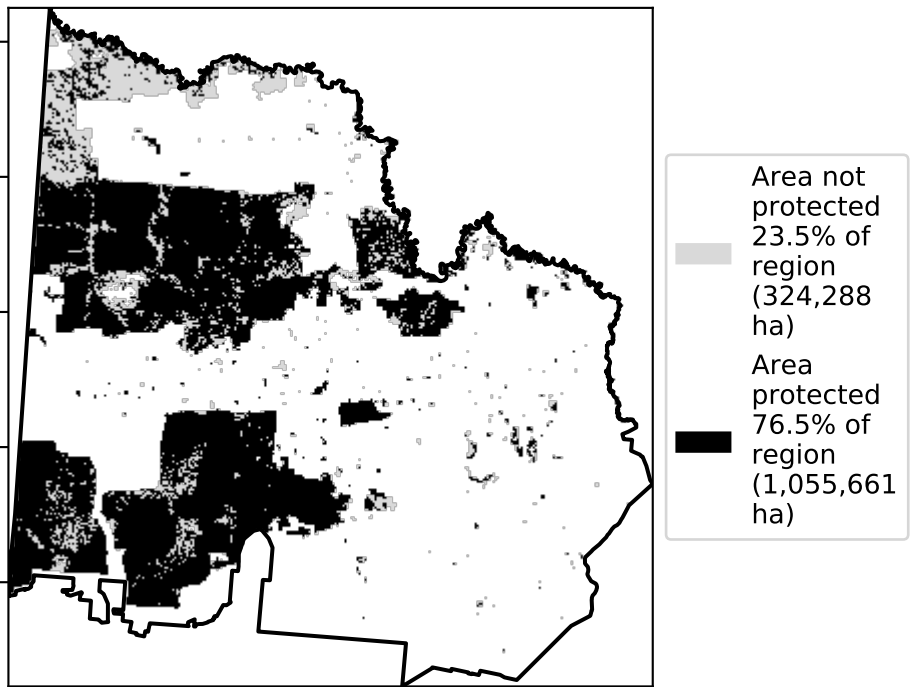 Area not
protected
23.5% of
region
(324,288
ha)
Area
protected
76.5% of
region
(1,055,661
ha)